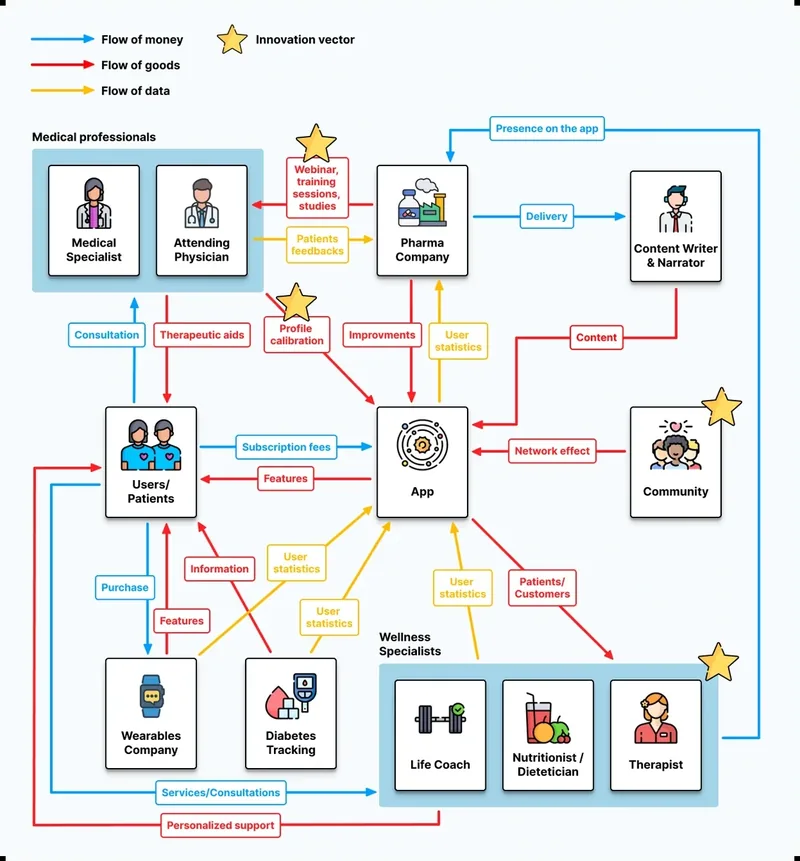 Flow of money
Innovation vector
Flow of goods
Flow of data
Presence on the app
Medical professionals
Webinar,
training
sessions,
studies
Medical
Specialist
Attending
Physician
Patients
feedbacks
Pharma
Company
Delivery
Content Writer
& Narrator
Consultation
Therapeutic aids
Profile
calibration
Improvments
User
statistics
Content
Users/
Patients
Subscription fees
Features
App
Network effect
Community
Purchase
Features
Information
User
statistics
User
statistics
User
statistics
Patients/
Customers
Wellness
Specialists
Wearables
Company
Diabetes
Tracking
Life Coach
Nutritionist /
Dietetician
Therapist
Services/Consultations
Personalized support